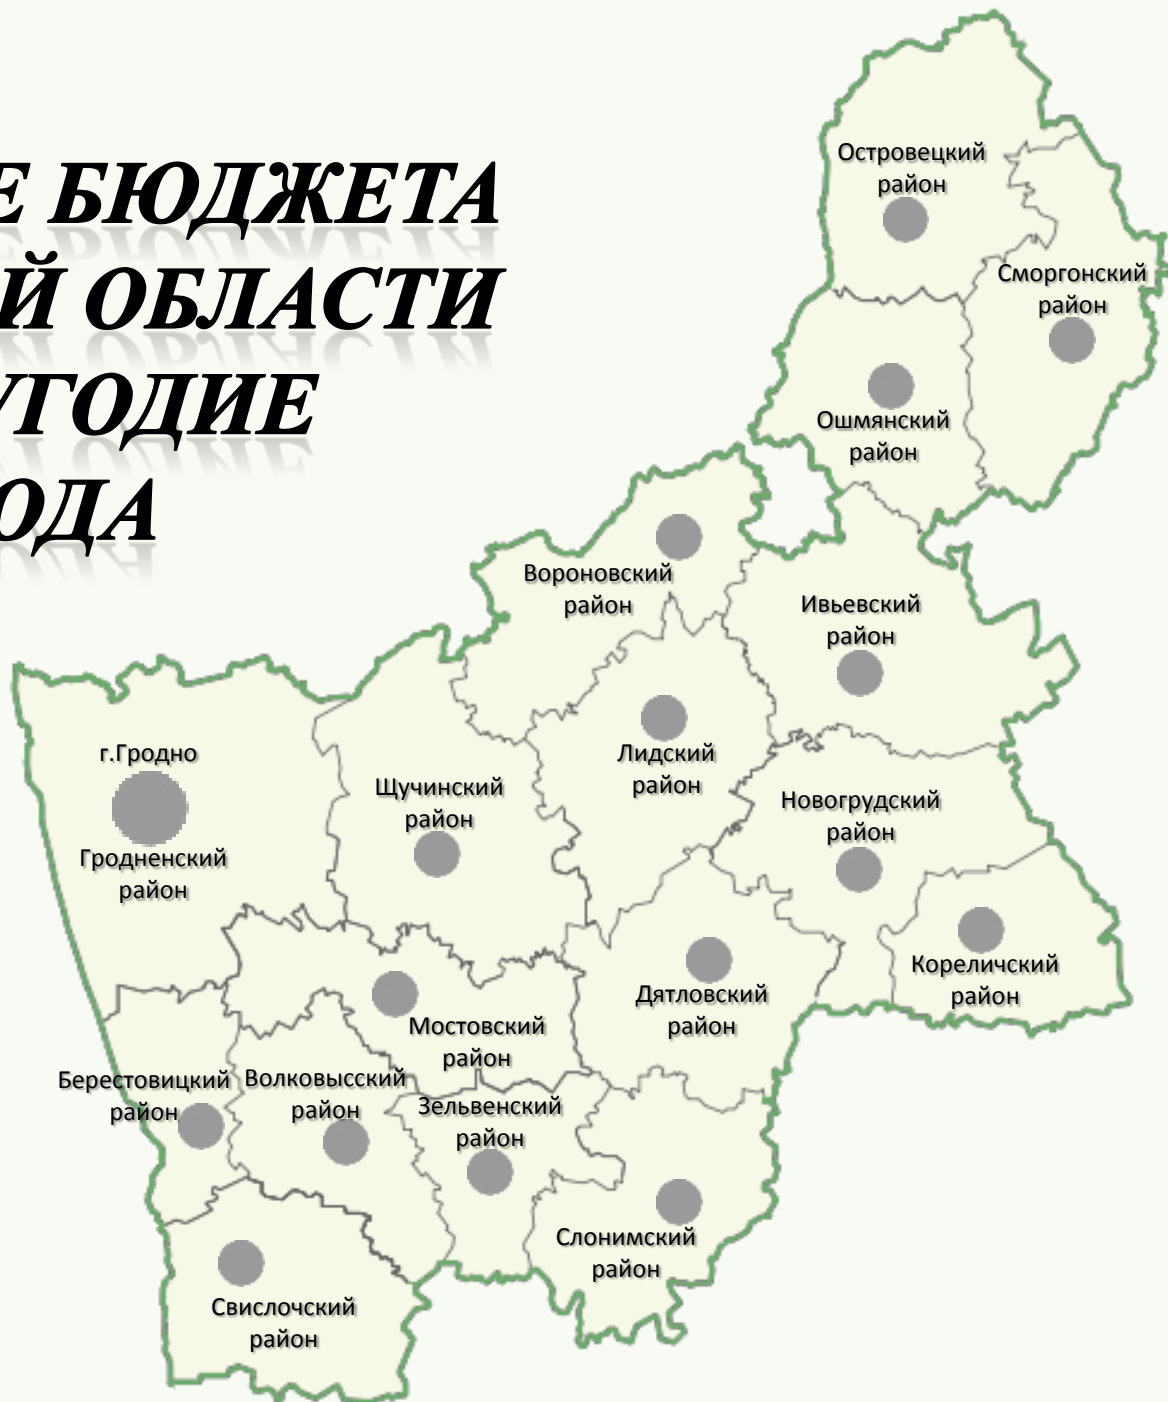 Е БЮДЖЕТА
Й ОБЛАСТИ
УГОДИЕ
ОДА
Островецкий
район
Сморгонский
район
Ошмянский
район
Вороновский
район
Ивьевский
район
г.Гродно
Гродненский
район
Щучинский
район
Лидский
район
Новогрудский
район
Кореличский
район
Дятловский
район
Мостовский
район
Берестовицкий
район
Волковысский
район
Зельвенский
район
Слонимский
район
Свислочский
район